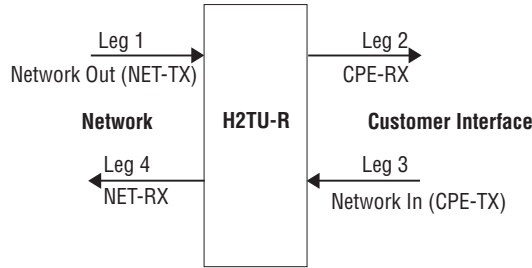 Leg 1
Network Out (NET-TX)
Leg 2
CPE-RX
Network
H2TU-R
Customer Interface
Leg 4
NET-RX
Leg 3
Network In (CPE-TX)